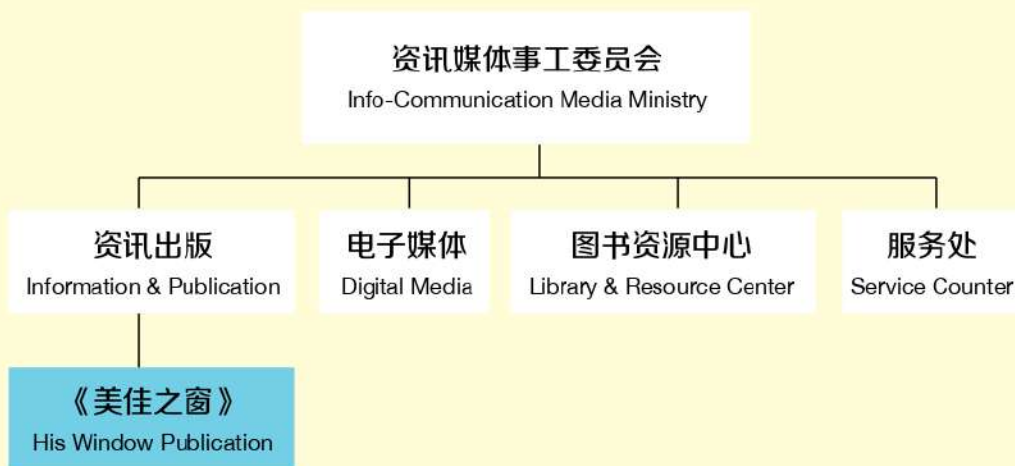 资讯媒体事工委员会
Info-Communication Media Ministry
资讯出版
Information & Publication
电子媒体
Digital Media
图书资源中心
Library & Resource Center
服务处
Service Counter
《美佳之窗》
His Window Publication